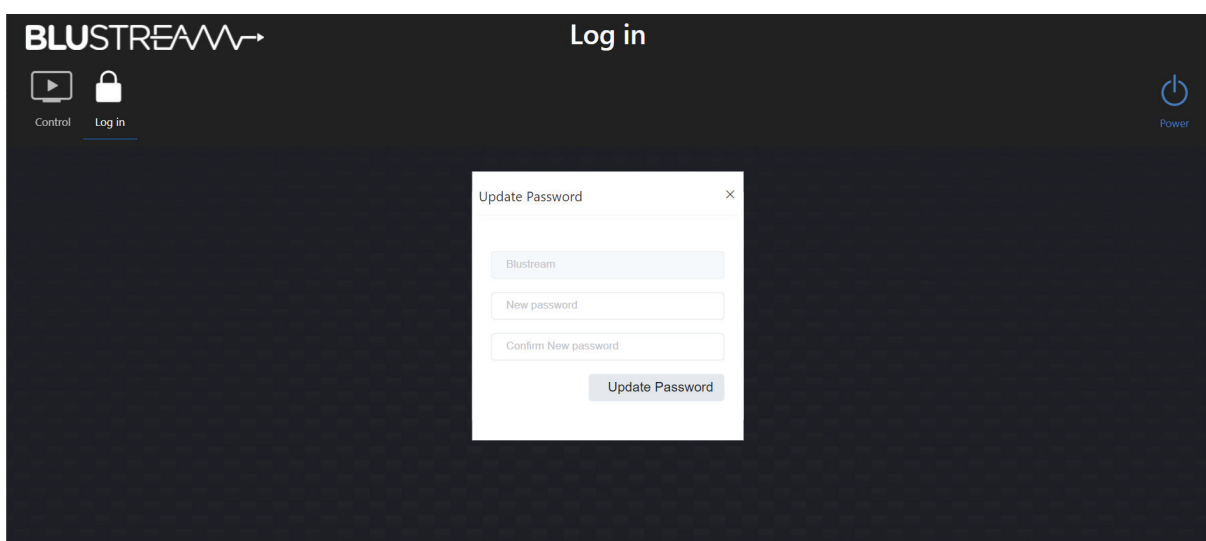 BLUSTREAM
Log in
Control
Log in
Power
Update Password
Blustream
New password
Confirm New password
Update Password